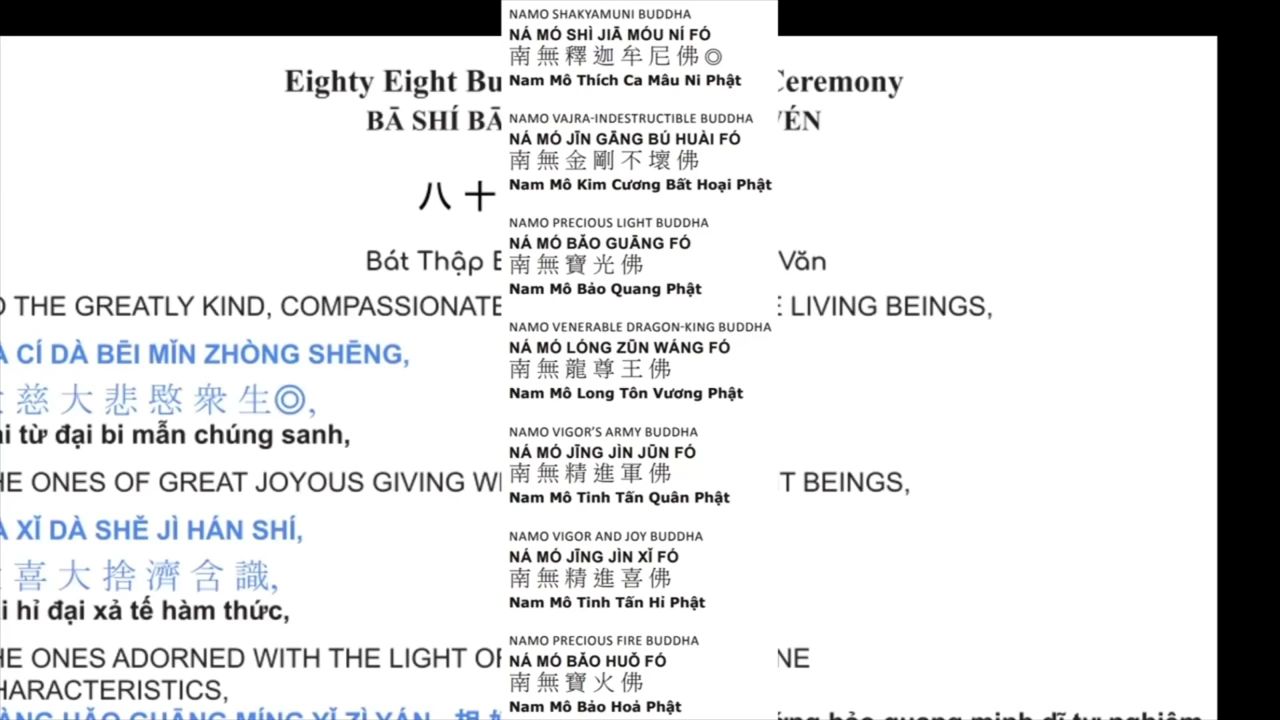 Eighty Eight Bu
Ceremony
BĀ SHÍ BĀ
VÉN
八 十
Bát Thập B
Văn
THE GREATLY KIND, COMPASSIONATE
LIVING BEINGS,
CÍ DÀ BĒI MǏN ZHÒNG SHĒNG,
慈 大 悲 愍 衆 生◎,
từ đại bi mẫn chúng sanh,
ONES OF GREAT JOYOUS GIVING
BEINGS,
XǏ DÀ SHĚ JÌ HÁN SHÍ,
喜 大 捨 濟 含 識,
hỉ đại xả tế hàm thức,
ONES ADORNED WITH THE LIGHT
NE
HARACTERISTICS,
NAMO SHAKYAMUNI BUDDHA
NÁ MÓ SHÌ JIĀ MÓU NÍ FÓ
南 無 釋 迦 牟 尼 佛 ◎
Nam Mô Thích Ca Mâu Ni Phật
NAMO VAJRA-INDESTRUCTIBLE BUDDHA
NÁ MÓ JĪN GĀNG BÚ HUÀI FÓ
南 無 金 剛 不 壞 佛
Nam Mô Kim Cương Bất Hoại Phật
NAMO PRECIOUS LIGHT BUDDHA
NÁ MÓ BǍO GUĀNG FÓ
南 無 寶 光 佛
Nam Mô Bảo Quang Phật
NAMO VENERABLE DRAGON-KING BUDDHA
NÁ MÓ LÓNG ZŪN WÁNG FÓ
南 無 龍 尊 王 佛
Nam Mô Long Tôn Vương Phật
NAMO VIGOR'S ARMY BUDDHA
NÁ MÓ JĪNG JÌN JŪN FÓ
南 無 精 進 軍 佛
Nam Mô Tinh Tấn Quân Phật
NAMO VIGOR AND JOY BUDDHA
NÁ MÓ JĪNG JÌN XǏ FÓ
南 無 精 進 喜 佛
Nam Mô Tinh Tấn Hỉ Phật
NAMO PRECIOUS FIRE BUDDHA
NÁ MÓ BǍO HUǑ FÓ
南 無 寶 火 佛
Nam Mô Bảo Hoả Phật